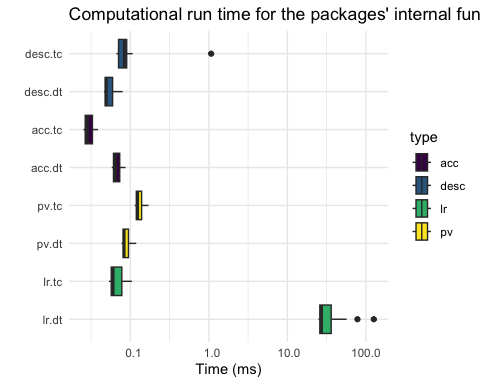 Computational run time for the packages' internal fun
desc.tc
desc.dt
acc.tc
acc.dt
pv.tc
pv.dt
lr.tc
lr.dt
0.1
1.0
10.0
100.0
Time (ms)
type
acc
desc
lr
pv